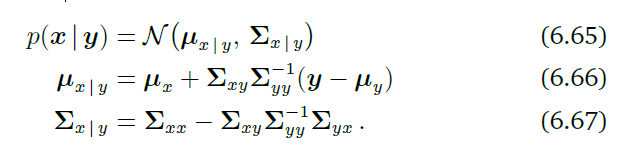 p(x | y) = 𝒩(μ_{x | y}, Σ_{x | y}) (6.65)
μ_{x | y} = μ_x + Σ_{xy}Σ_{yy}^{-1}(y − μ_y) (6.66)
Σ_{x | y} = Σ_{xx} − Σ_{xy}Σ_{yy}^{-1}Σ_{yx} . (6.67)